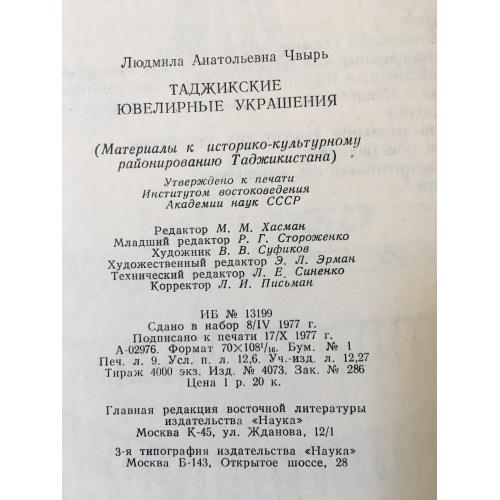 Людмила Анатольевна Чвырь
ТАДЖИКСКИЕ
ЮВЕЛИРНЫЕ УКРАШЕНИЯ
(Материалы к историко-культурному
районированию Таджикистана)
Утверждено к печати
Институтом востоковедения
Академии наук СССР
Редактор М. М. Хасман
Младший редактор Р. Г. Стороженко
Художник В. В. Суфиков
Художественный редактор Э. Л. Эрман
Технический редактор Л. Е. Синенко
Корректор Л. И. Письман
ИБ № 13199
Сдано в набор 8/IV 1977 г.
Подписано к печати 17/X 1977 г.
А-02976. Формат 70×108¹/₁₆. Бум. № 1
Печ. л. 9. Усл. п. л. 12,6. Уч.-изд. л. 12,27
Тираж 4000 экз. Изд. № 4073. Зак. № 286
Цена 1 р. 20 к.
Главная редакция восточной литературы
издательства «Наука»
Москва К-45, ул. Жданова, 12/1
3-я типография издательства «Наука»
Москва Б-143, Открытое шоссе, 28